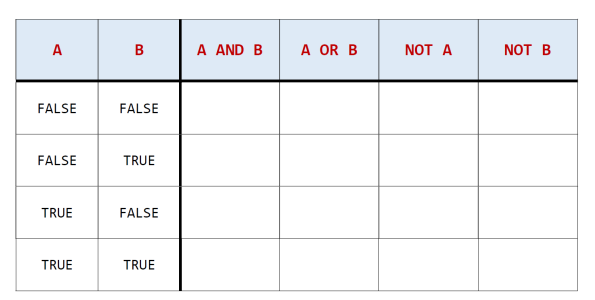 A B A AND B A OR B NOT A NOT B
FALSE FALSE
FALSE TRUE
TRUE FALSE
TRUE TRUE